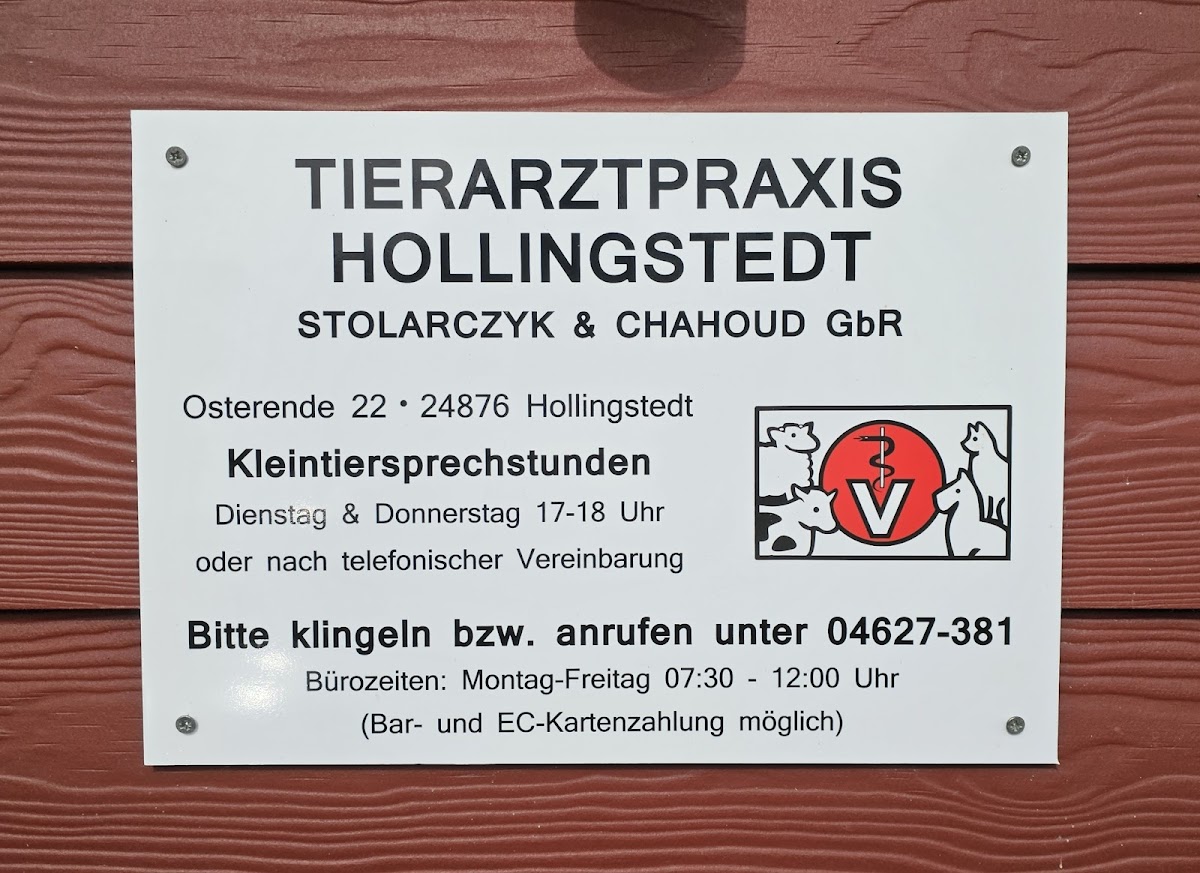 TIERARZTPRAXIS
HOLLINGSTEDT
STOLARCZYK & CHAHOUD GbR
Osterende 22 • 24876 Hollingstedt
Kleintiersprechstunden
Dienstag & Donnerstag 17-18 Uhr
oder nach telefonischer Vereinbarung
V
Bitte klingeln bzw. anrufen unter 04627-381
Bürozeiten: Montag-Freitag 07:30 - 12:00 Uhr
(Bar- und EC-Kartenzahlung möglich)